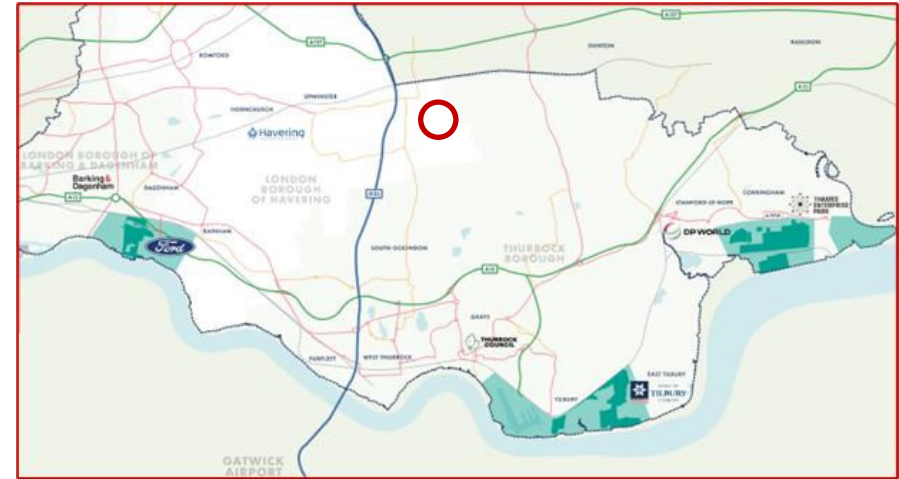 A127
A127
ROMFORD
DUNTON
BASILDON
A13
UPMINSTER
HORNCHURCH
Havering
LONDON BOROUGH OF
BARKING & DAGENHAM
Barking &
Dagenham
DAGENHAM
LONDON
BOROUGH
OF HAVERING
A13
M25
CORRINGHAM
STANFORD-LE-HOPE
THAMES
ENTERPRISE
PARK
DP WORLD
RAINHAM
Ford
SOUTH OCKENDON
THURROCK
BOROUGH
A13
GRAYS
THURROCK
COUNCIL
PURFLEET
WEST THURROCK
EAST TILBURY
TILBURY
TILBURY
GATWICK
AIRPORT